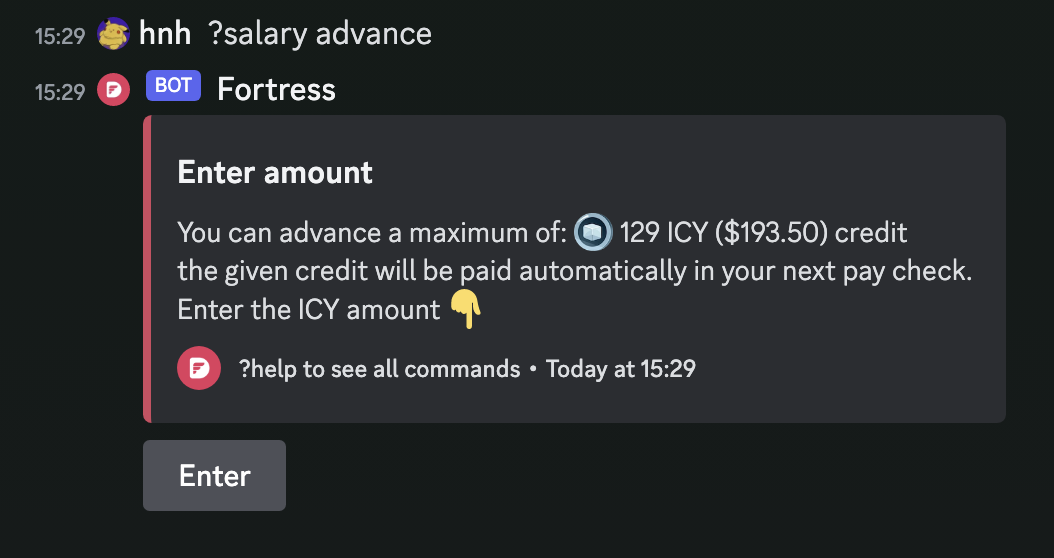 15:29 hnh ?salary advance
15:29 BOT Fortress
Enter amount
You can advance a maximum of: 129 ICY ($193.50) credit
the given credit will be paid automatically in your next pay check.
Enter the ICY amount 👇
?help to see all commands • Today at 15:29
Enter